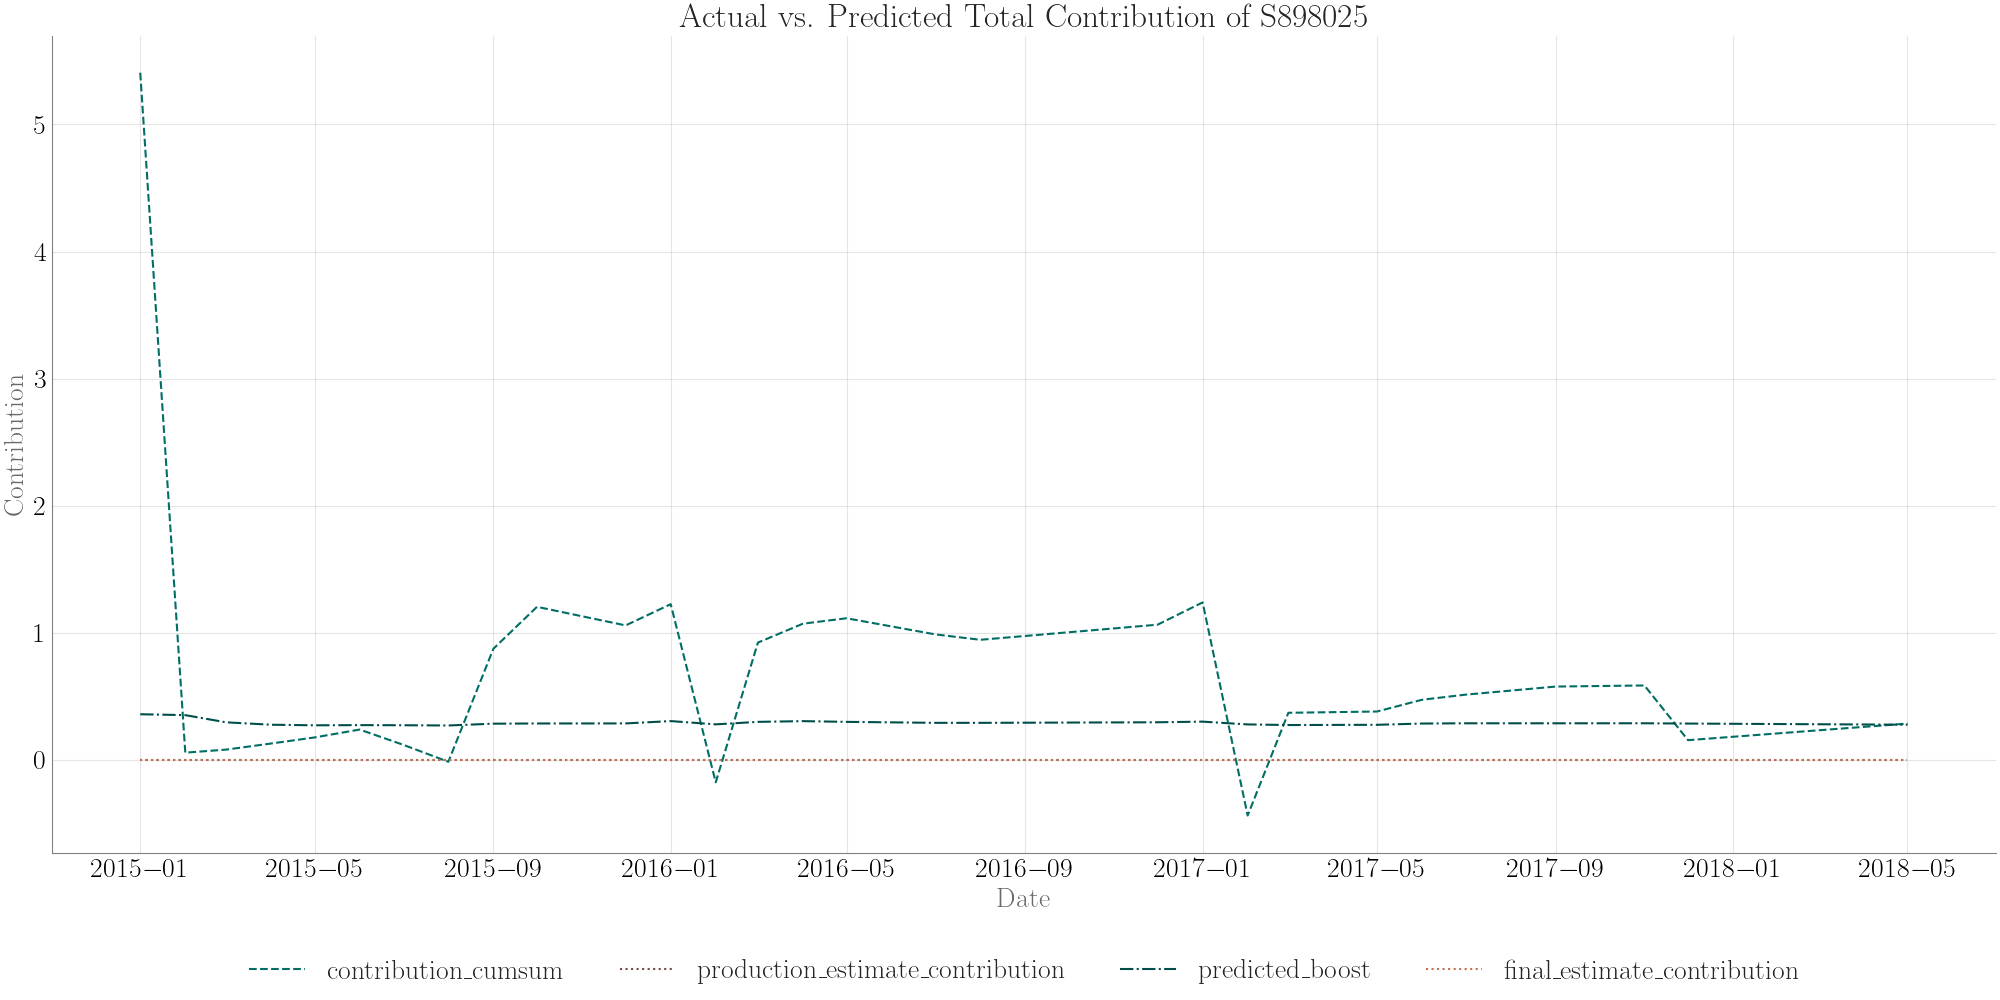 Actual vs. Predicted Total Contribution of S898025
Contribution
5
4
3
2
1
0
2015–01 2015–05 2015–09 2016–01 2016–05 2016–09 2017–01 2017–05 2017–09 2018–01 2018–05
Date
contribution_cumsum production_estimate_contribution predicted_boost final_estimate_contribution